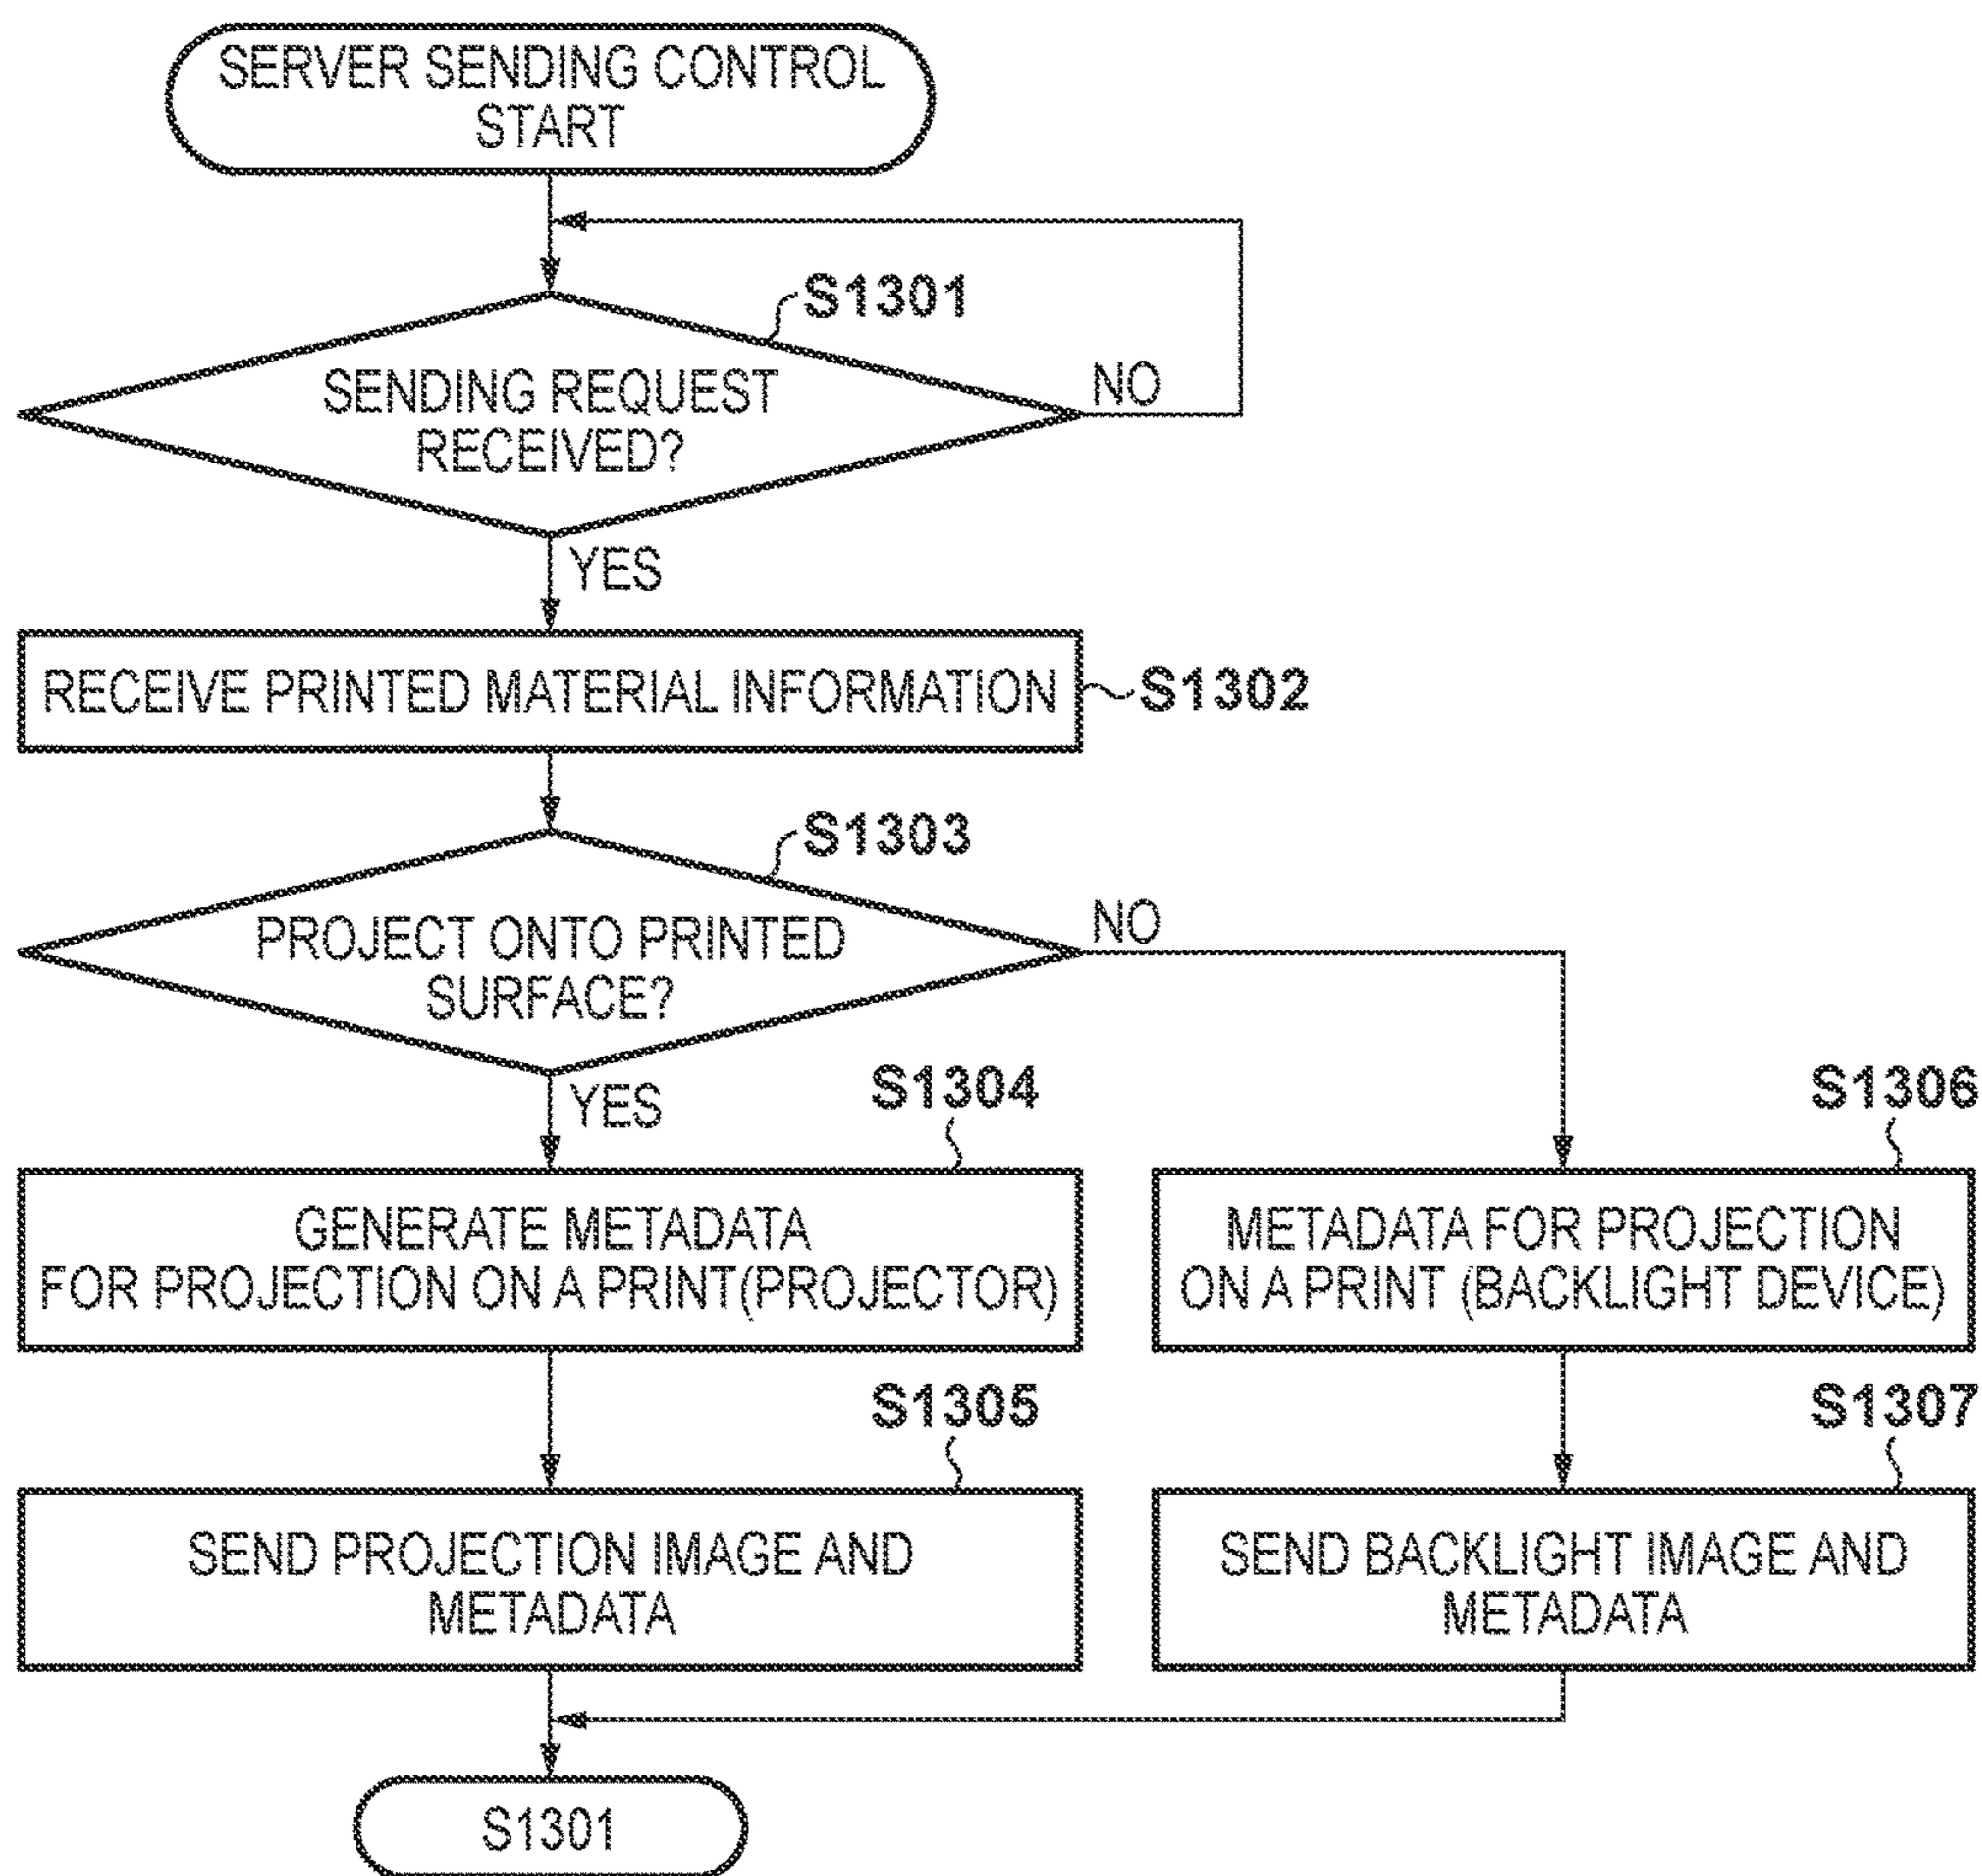 SERVER SENDING CONTROL
START
S1301
SENDING REQUEST
RECEIVED?
NO
YES
RECEIVE PRINTED MATERIAL INFORMATION
S1302
S1303
PROJECT ONTO PRINTED
SURFACE?
NO
YES
S1304
GENERATE METADATA
FOR PROJECTION ON A PRINT(PROJECTOR)
S1306
METADATA FOR PROJECTION
ON A PRINT (BACKLIGHT DEVICE)
S1305
SEND PROJECTION IMAGE AND
METADATA
S1307
SEND BACKLIGHT IMAGE AND
METADATA
S1301